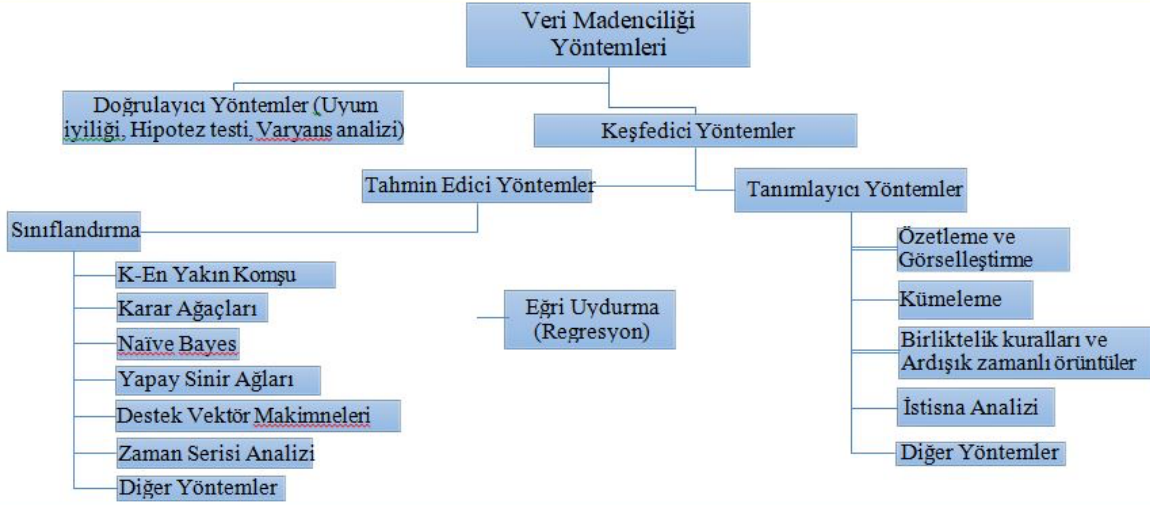 Veri Madenciliği
Yöntemleri
Doğrulayıcı Yöntemler (Uyum
iyiliği, Hipotez testi, Varyans analizi)
Keşfedici Yöntemler
Tahmin Edici Yöntemler
Tanımlayıcı Yöntemler
Sınıflandırma
K-En Yakın Komşu
Karar Ağaçları
Naïve Bayes
Yapay Sinir Ağları
Destek Vektör Makimneleri
Zaman Serisi Analizi
Diğer Yöntemler
Eğri Uydurma
(Regresyon)
Özetleme ve
Görselleştirme
Kümeleme
Birliktelik kuralları ve
Ardışık zamanlı örüntüler
İstisna Analizi
Diğer Yöntemler